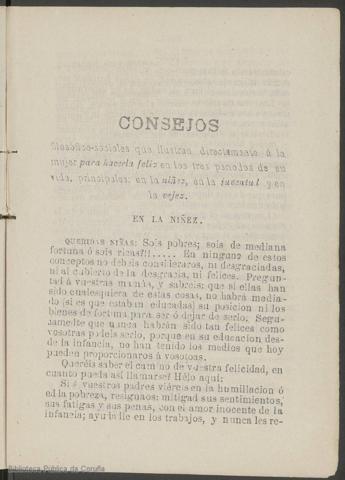 CONSEJOS
filosófico-sociales que ilustran directamente á la
mujer para hacerla feliz en los tres periodos de su
vida, principales: en la niñez, en la juventud y en
la vejez.
EN LA NIÑEZ.
QUERIDAS NIÑAS: Sois pobres; sois de mediana
fortuna ó sois ricas!!!..... En ninguno de estos
conceptos no debeis consideraros, ni desgraciadas,
ni al cubierto de la desgracia, ni felices. Pregun-
tad á vuestras mamás, y sabreis; que si ellas han
sido cualesquiera de estas cosas, no habrá media-
do (si es que estaban educadas) su posicion ni los
bienes de fortuna para ser ó dejar de serlo. Segu-
ramente que nunca habrán sido tan felices como
vosotras podeis serlo, porque en su educacion des-
de la infancia, no han tenido los medios que hoy
pueden proporcionaros á vosotoas.
Queréis saber el camino de vuestra felicidad, en
cuanto pueda así llamarse? Hélo aquí:
Si á vuestros padres viéreis en la humillacion ó
en la pobreza, resignaos: mitigad sus sentimientos,
sus fatigas y sus penas, con el amor inocente de la
infancia; ayudadle en los trabajos, y nunca les re-
Biblioteca Pública da Coruña